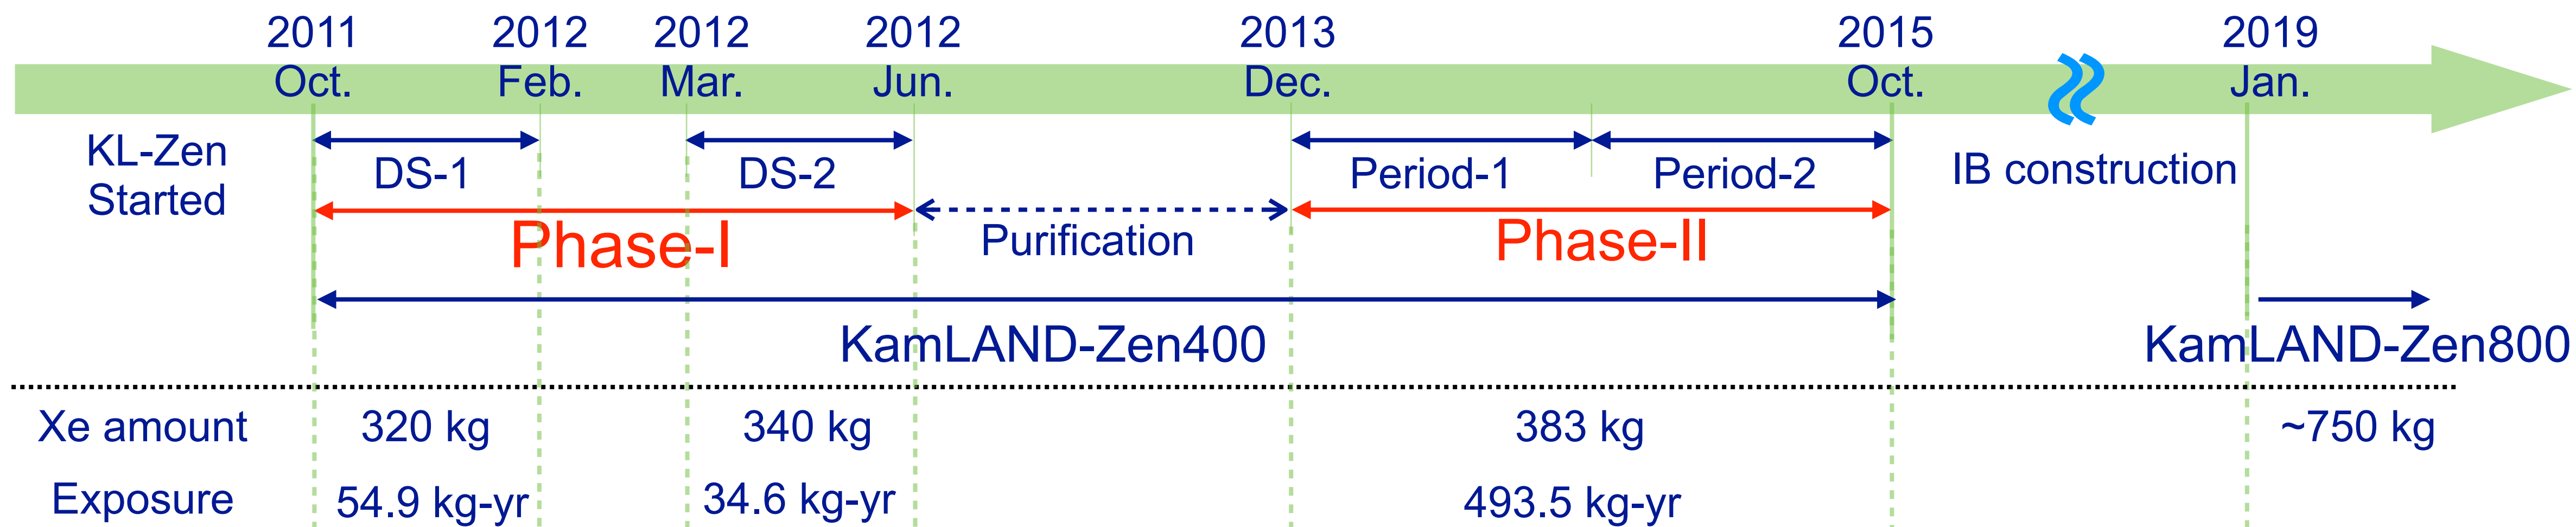 2011 2012 2012 2012 2013 2015 2019
Oct. Feb. Mar. Jun. Dec. Oct. Jan.
KL-Zen
Started
DS-1 DS-2 Period-1 Period-2 IB construction
Phase-I Purification Phase-II
KamLAND-Zen400 KamLAND-Zen800
Xe amount 320 kg 340 kg 383 kg ~750 kg
Exposure 54.9 kg-yr 34.6 kg-yr 493.5 kg-yr